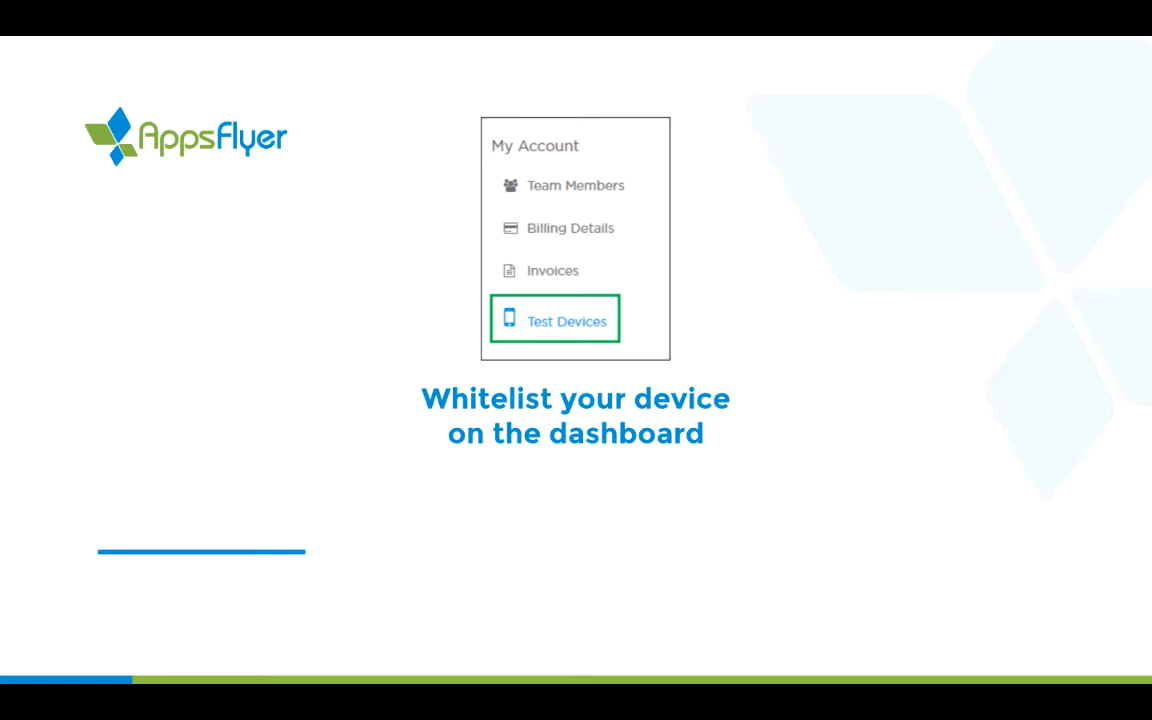 AppsFlyer
My Account
Team Members
Billing Details
Invoices
Test Devices
Whitelist your device
on the dashboard